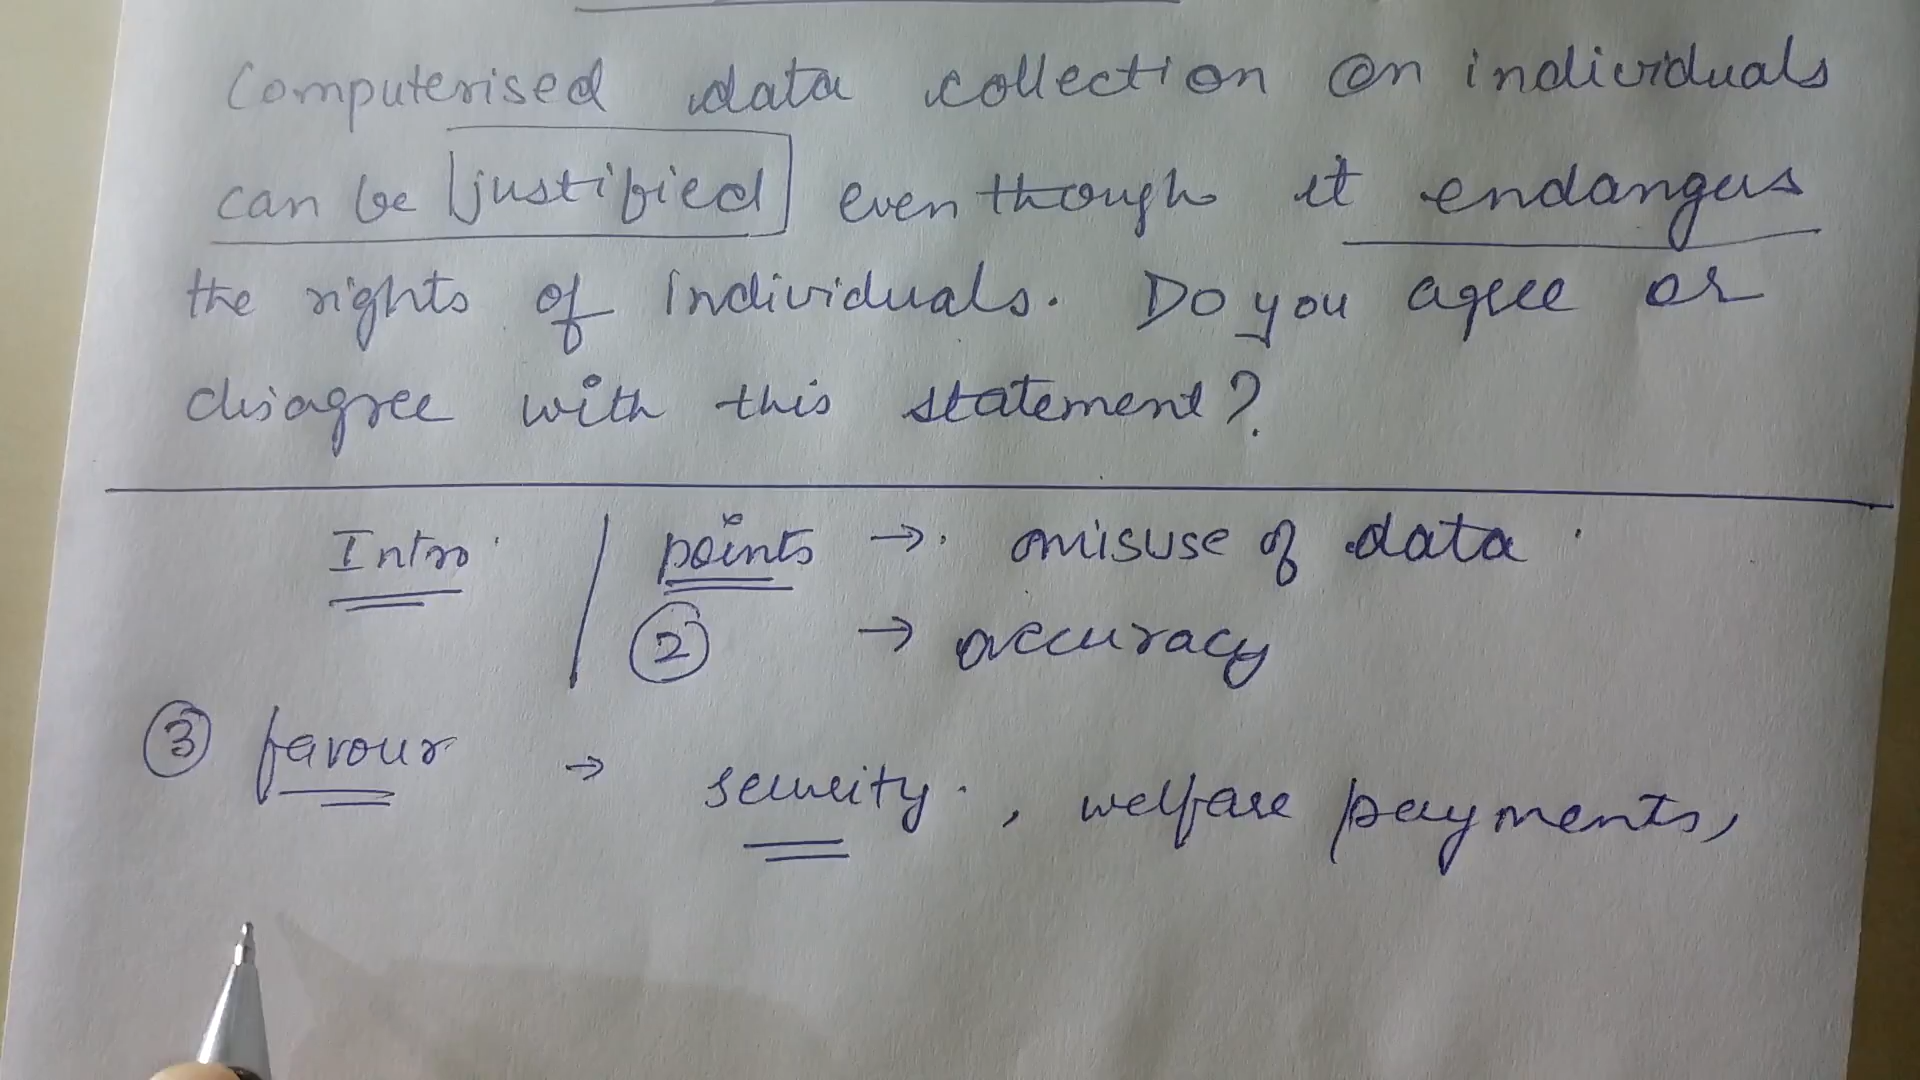 Computerised data collection on individuals
can be justified even though it endangers
the rights of individuals. Do you agree or
disagree with this statement?
Intro. / points → misuse of data.
② → accuracy
③ favour → security, welfare payments,